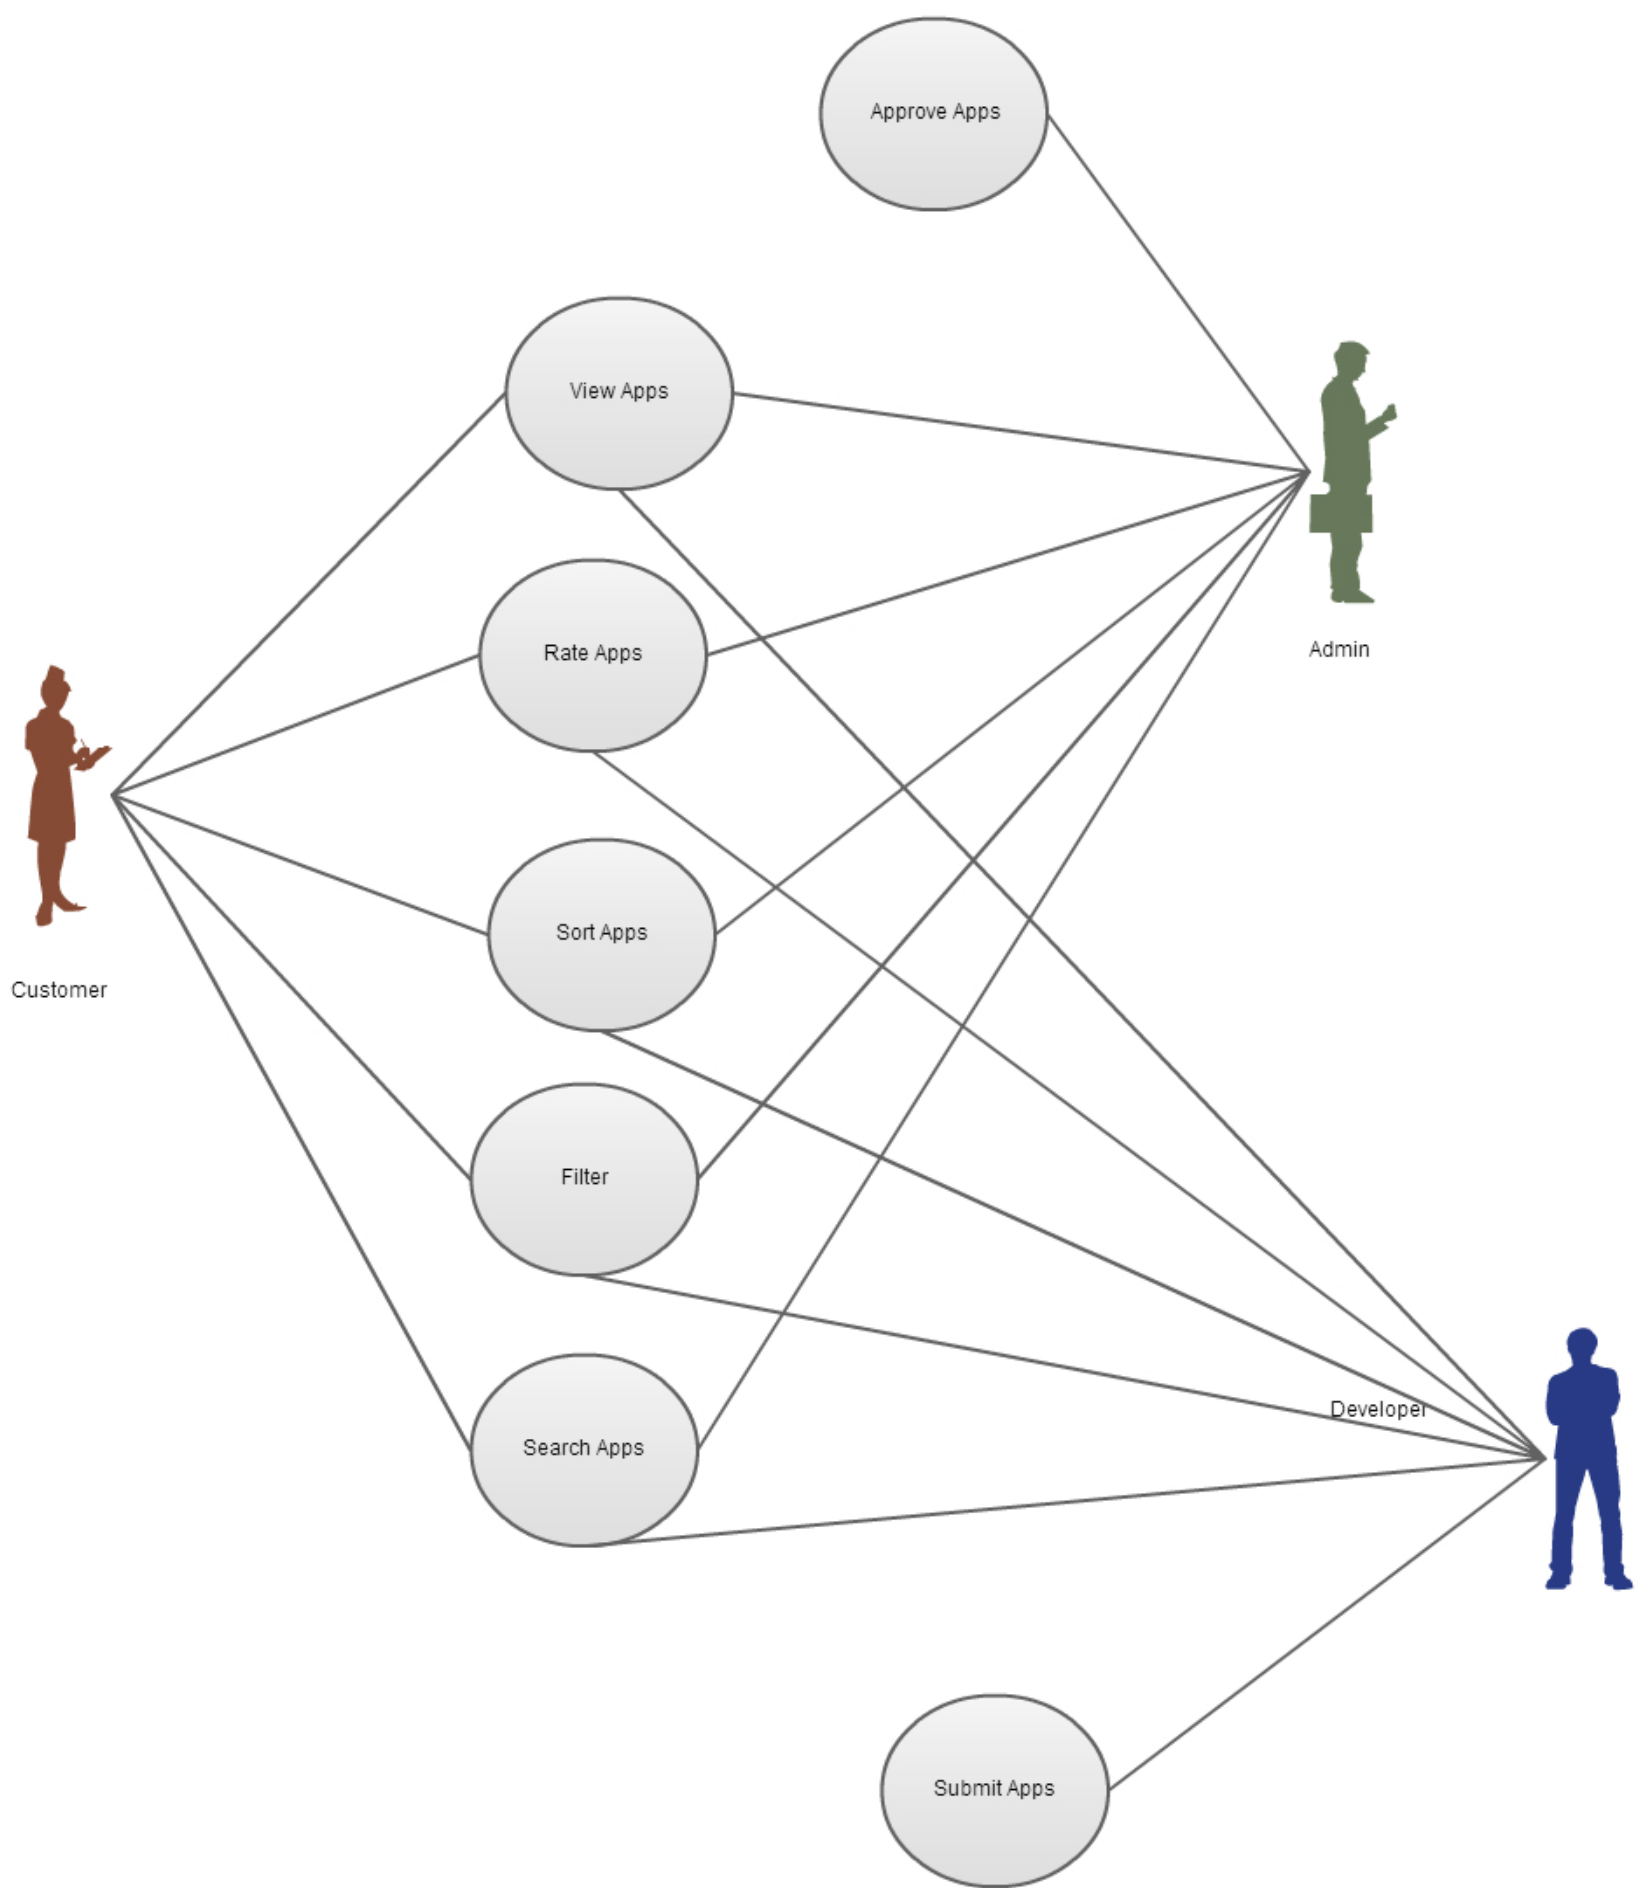 Approve Apps
View Apps
Rate Apps
Admin
Sort Apps
Customer
Filter
Developer
Search Apps
Submit Apps